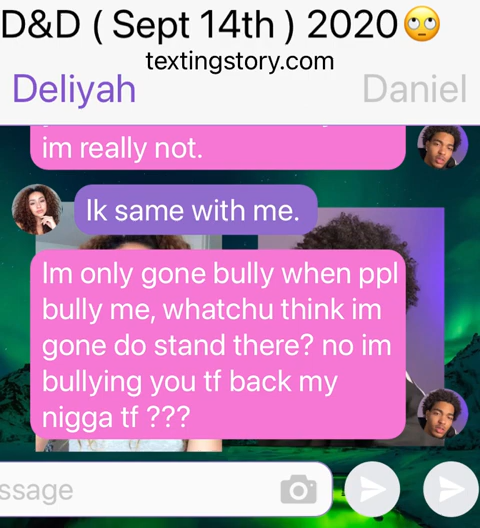 D&D ( Sept 14th ) 2020🙄
textingstory.com
Deliyah Daniel
im really not.
Ik same with me.
Im only gone bully when ppl
bully me, whatchu think im
gone do stand there? no im
bullying you tf back my
nigga tf ???
ssage